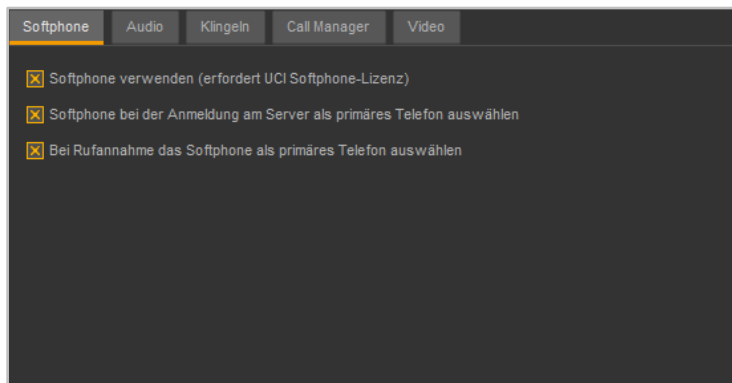 Softphone Audio Klingeln Call Manager Video
Softphone verwenden (erfordert UCI Softphone-Lizenz)
Softphone bei der Anmeldung am Server als primäres Telefon auswählen
Bei Rufannahme das Softphone als primäres Telefon auswählen